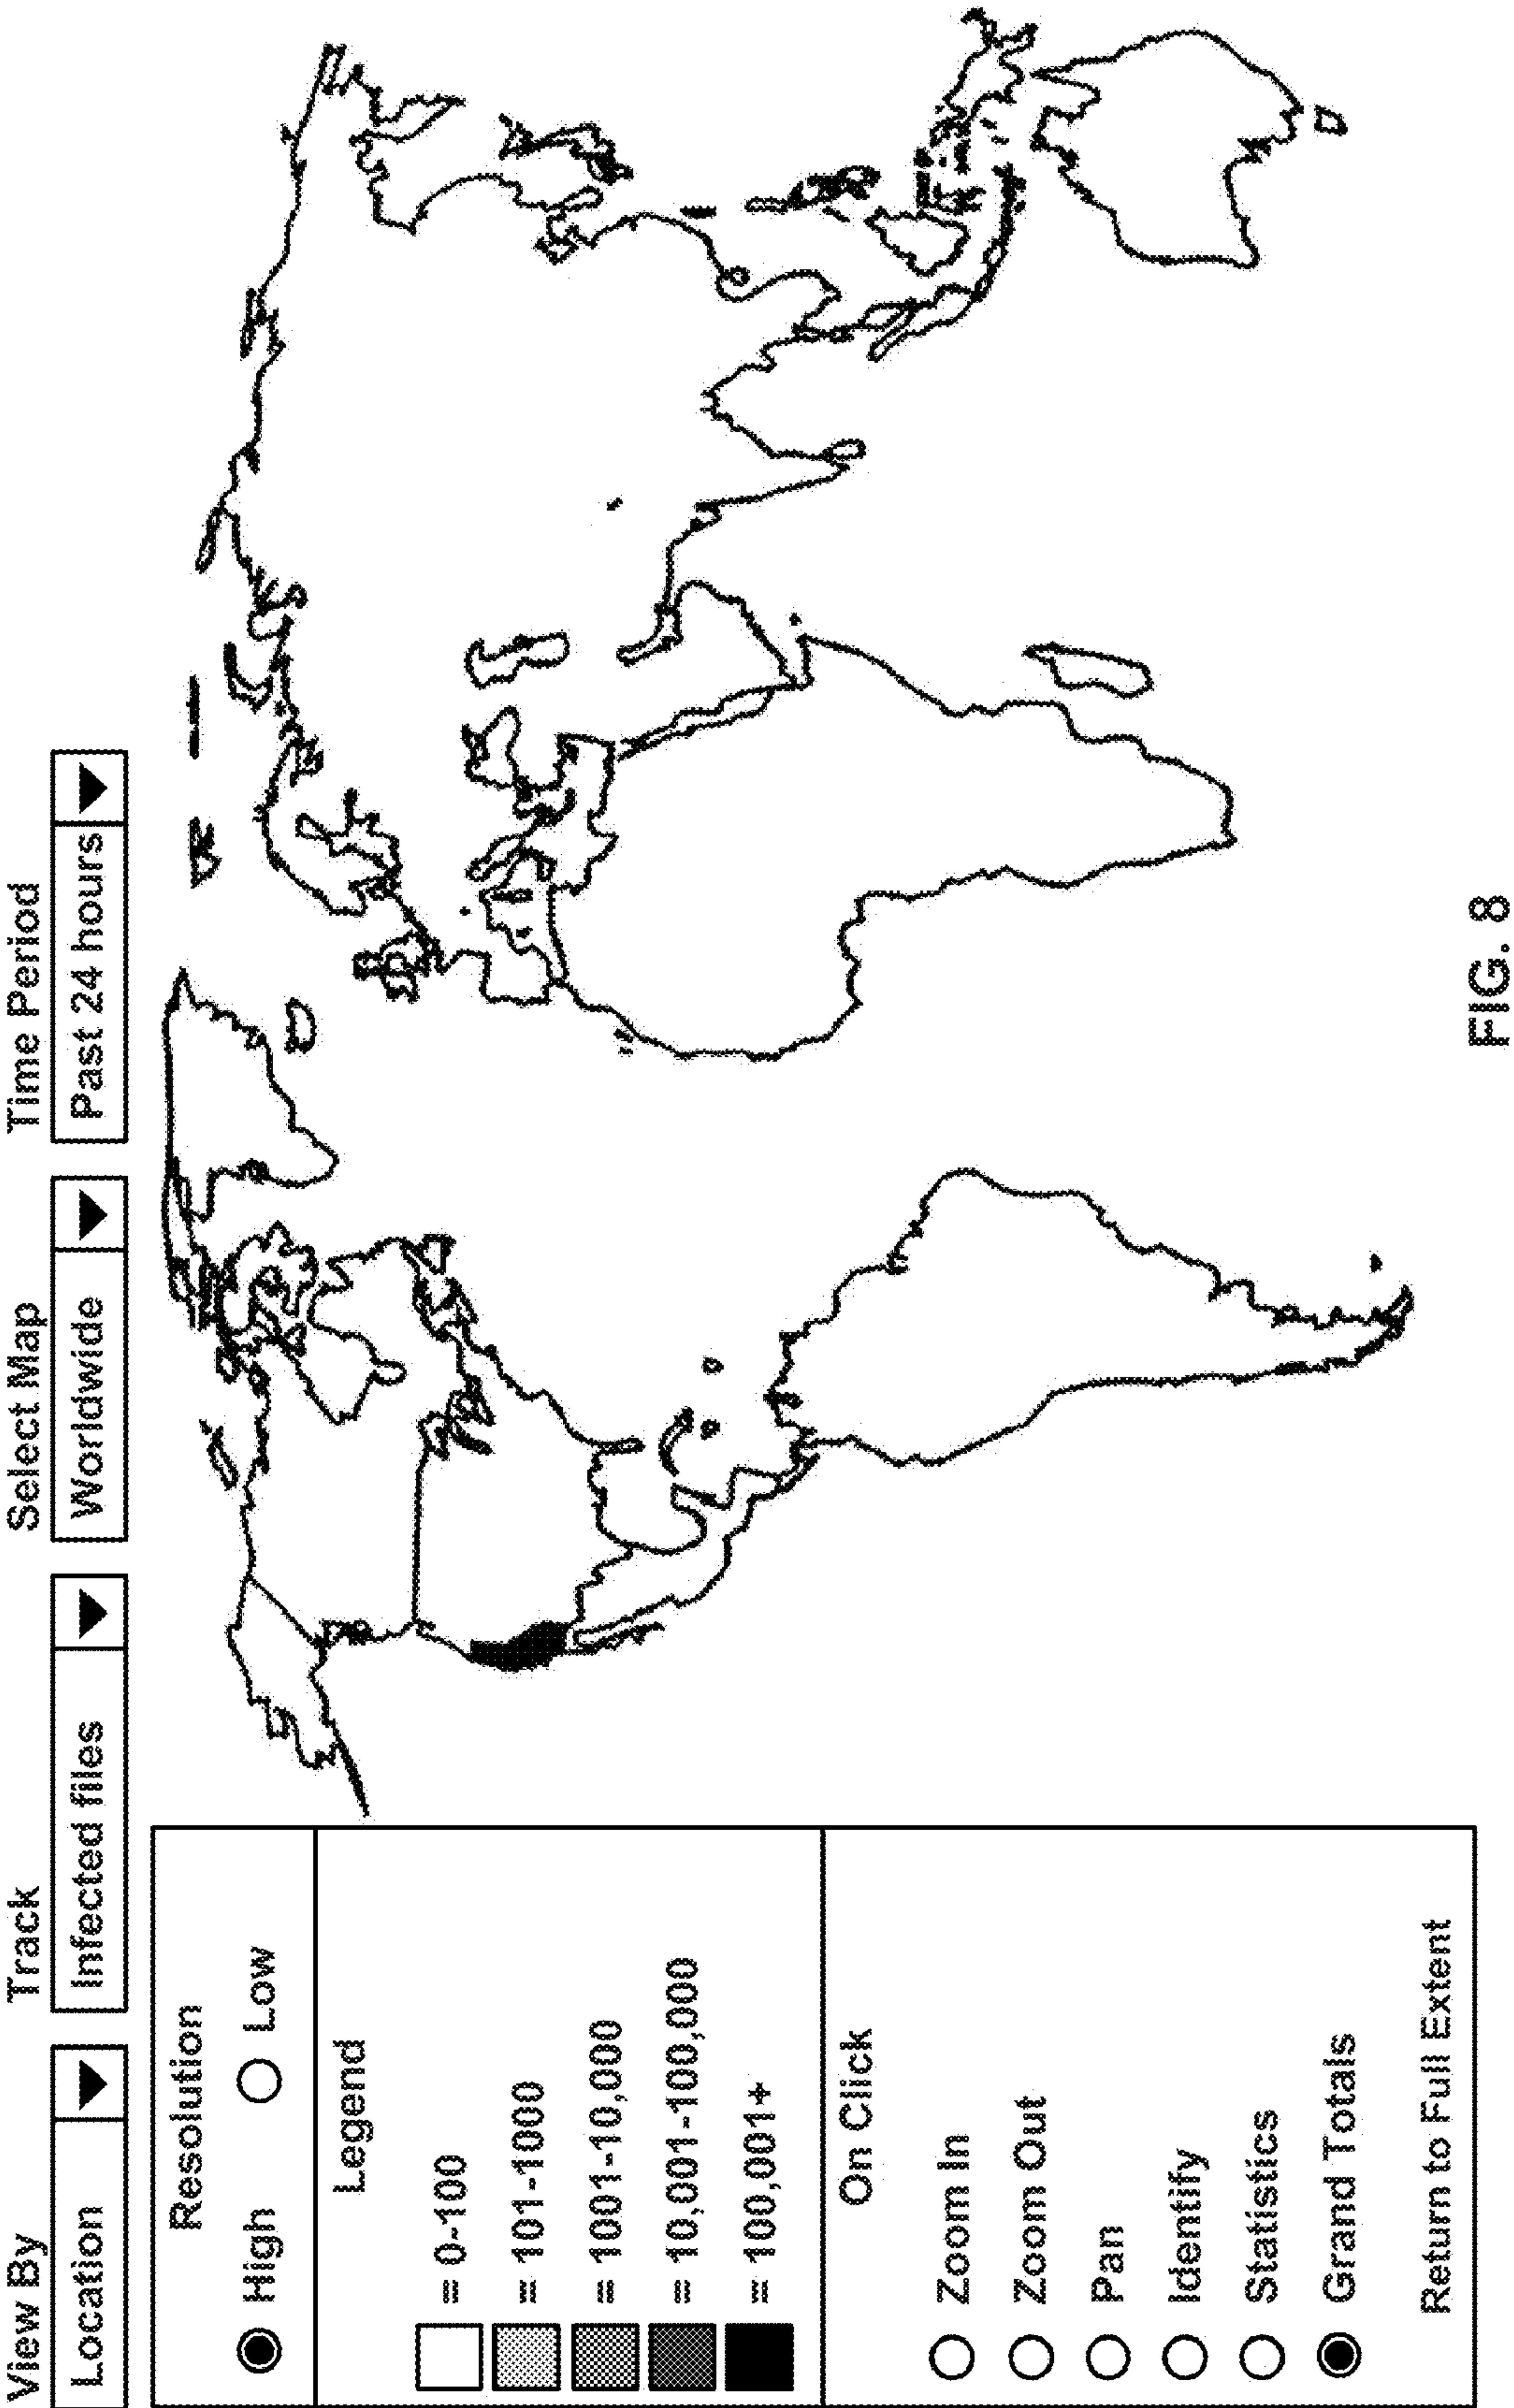 View By
Track
Select Map
Time Period
Location
Infected files
Worldwide
Past 24 hours
Resolution
High
Low
Legend
= 0-100
= 101-1000
= 1001-10,000
= 10,001-100,000
= 100,001+
On Click
Zoom In
Zoom Out
Pan
Identify
Statistics
Grand Totals
Return to Full Extent
FIG. 8